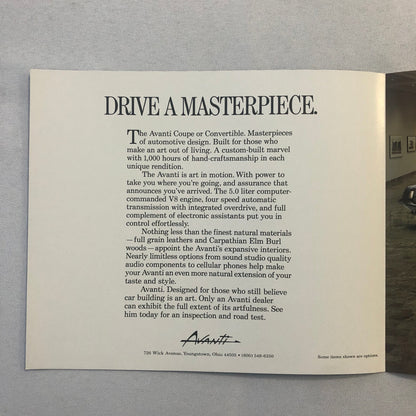 DRIVE A MASTERPIECE.
The Avanti Coupe or Convertible. Masterpieces
of automotive design. Built for those who
make an art out of living. A custom-built marvel
with 1,000 hours of hand-craftsmanship in each
unique rendition.
The Avanti is art in motion. With power to
take you where you're going, and assurance that
announces you've arrived. The 5.0 liter computer-
commanded V8 engine, four speed automatic
transmission with integrated overdrive, and full
complement of electronic assistants put you in
control effortlessly.
Nothing less than the finest natural materials
—full grain leathers and Carpathian Elm Burl
woods—appoint the Avanti's expansive interiors.
Nearly limitless options from sound studio quality
audio components to cellular phones help make
your Avanti an even more natural extension of your
taste and style.
Avanti. Designed for those who still believe
car building is an art. Only an Avanti dealer
can exhibit the full extent of its artfulness. See
him today for an inspection and road test.
Avanti
Wick Avenue, Youngstown, Ohio
Some items shown are options.